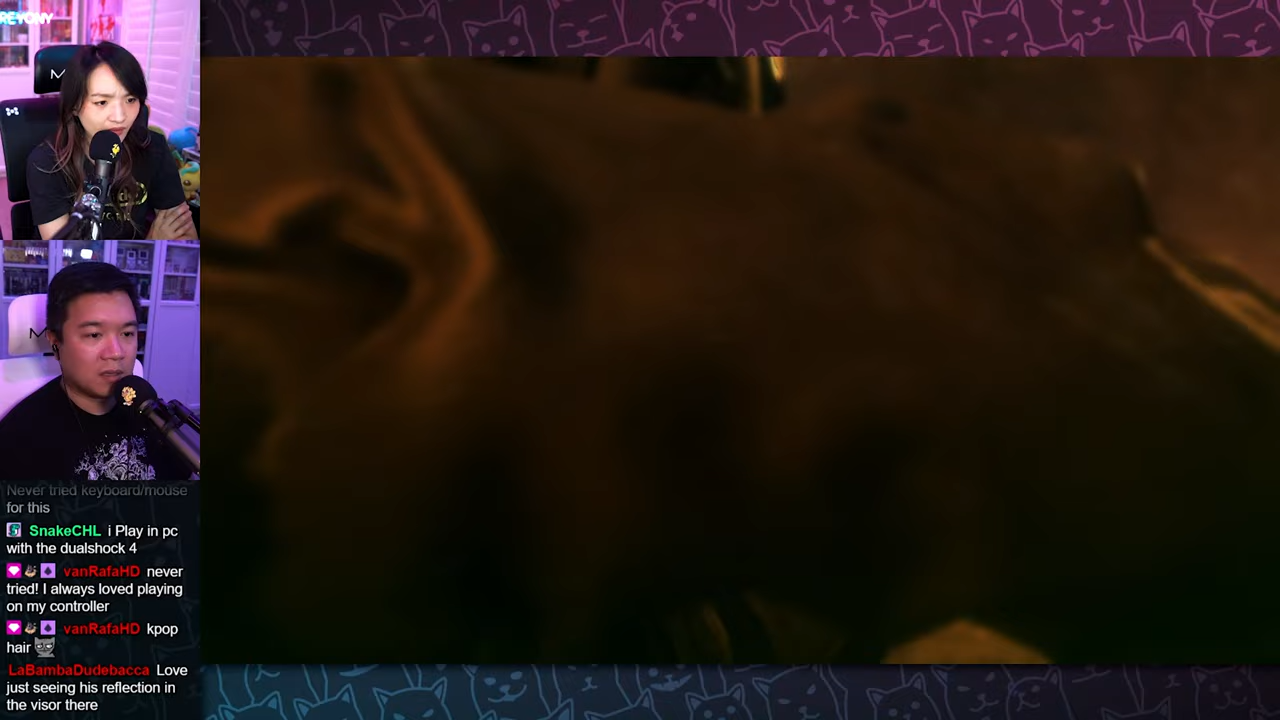 REYONY
M
M
Never tried keyboard/mouse
for this
SnakeCHL i Play in pc
with the dualshock 4
vanRafaHD never
tried! I always loved playing
on my controller
vanRafaHD kpop
hair
LaBambaDudebacca Love
just seeing his reflection in
the visor there